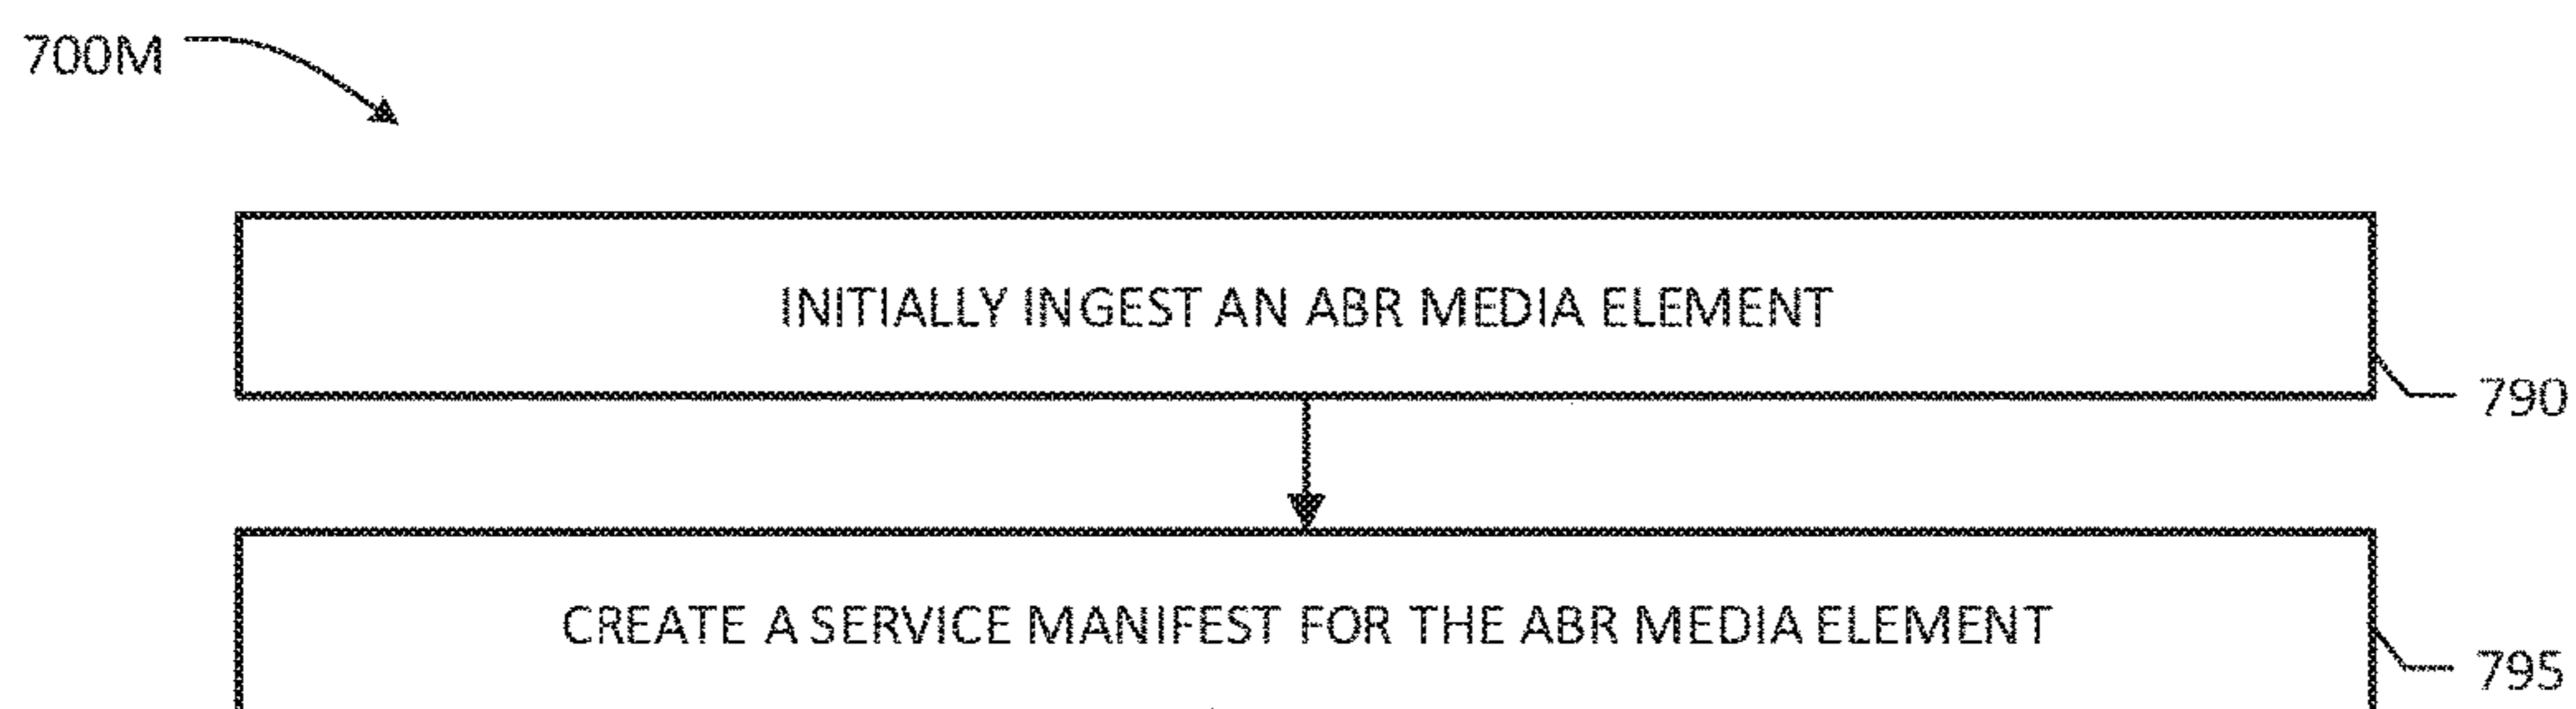 700M
INITIALLY INGEST AN ABR MEDIA ELEMENT
790
CREATE A SERVICE MANIFEST FOR THE ABR MEDIA ELEMENT
795